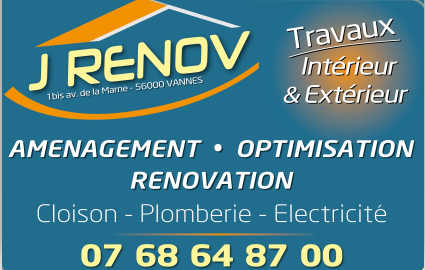 J RENOV
1bis av. de la Marne - 56000 VANNES
Travaux
Intérieur
& Extérieur
AMENAGEMENT • OPTIMISATION
RENOVATION
Cloison - Plomberie - Electricité
07 68 64 87 00